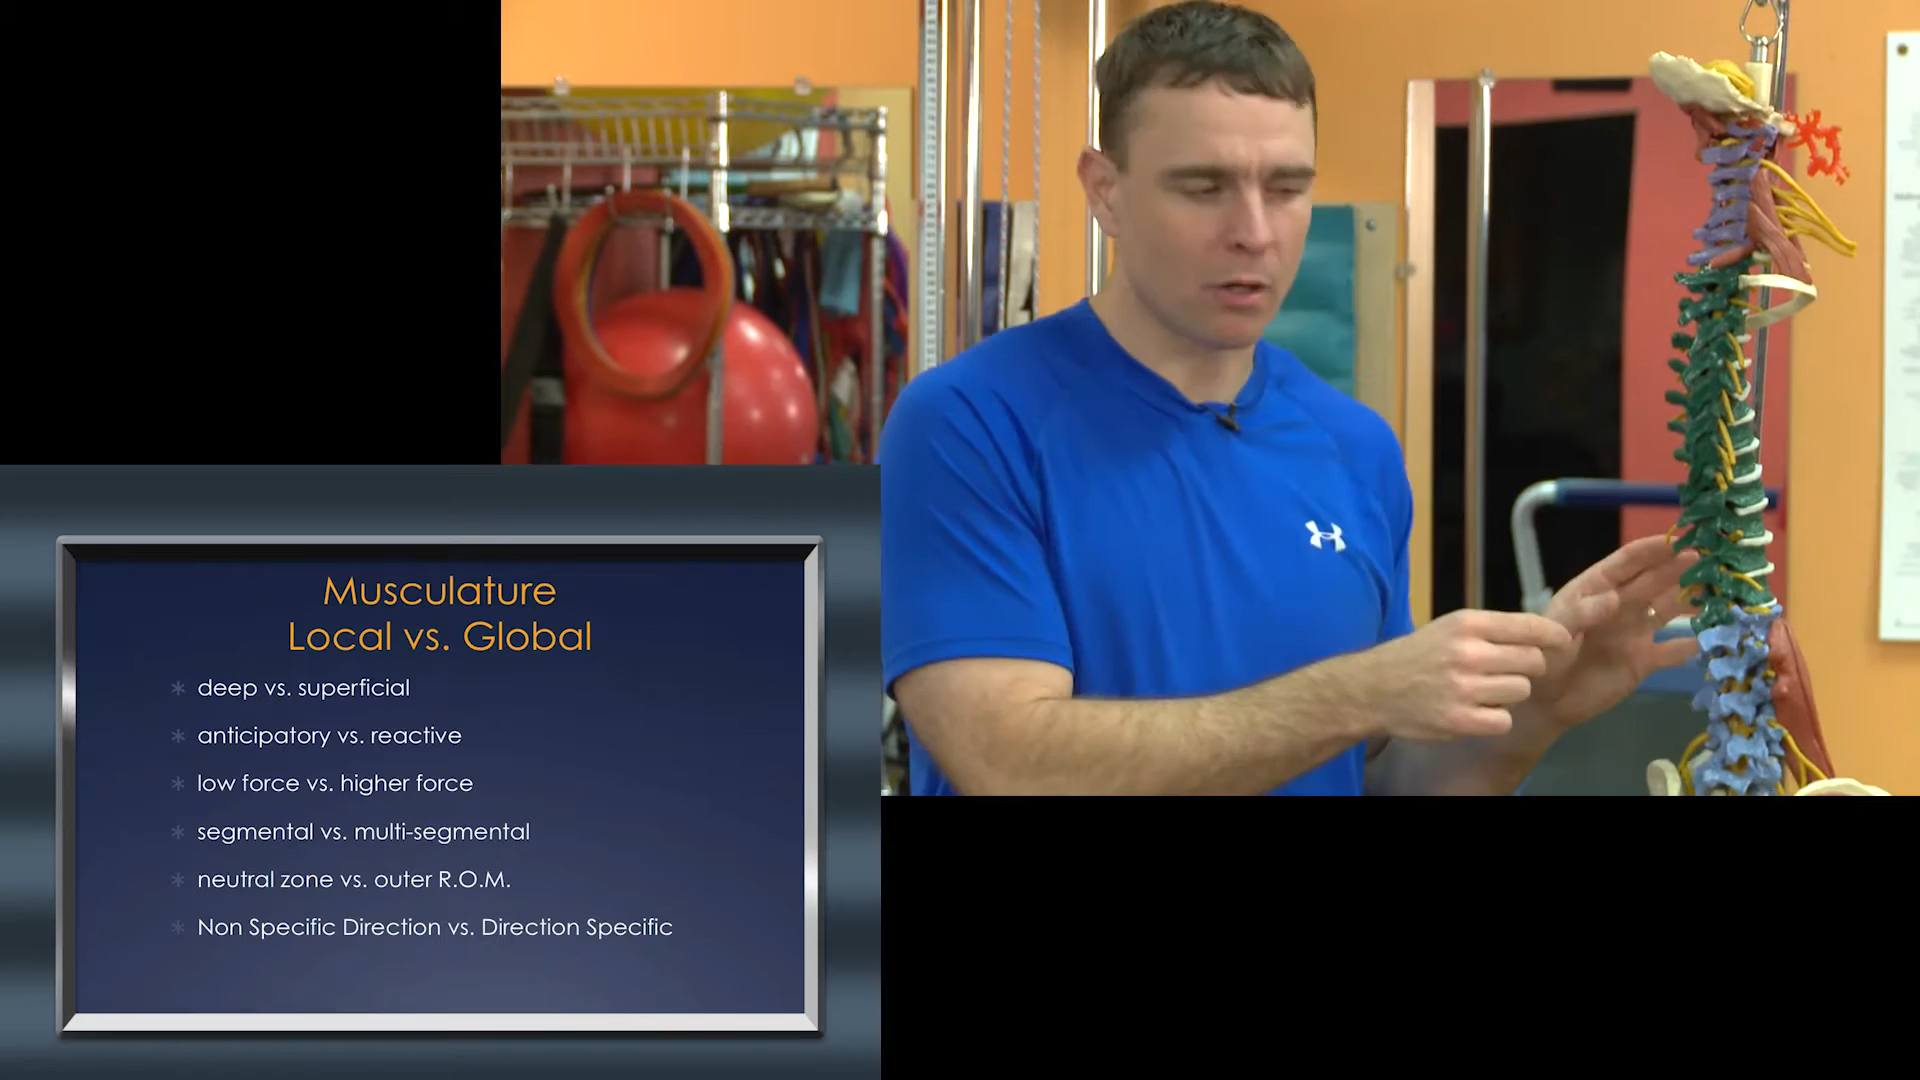 Musculature
Local vs. Global
* deep vs. superficial
* anticipatory vs. reactive
* low force vs. higher force
* segmental vs. multi-segmental
* neutral zone vs. outer R.O.M.
* Non Specific Direction vs. Direction Specific